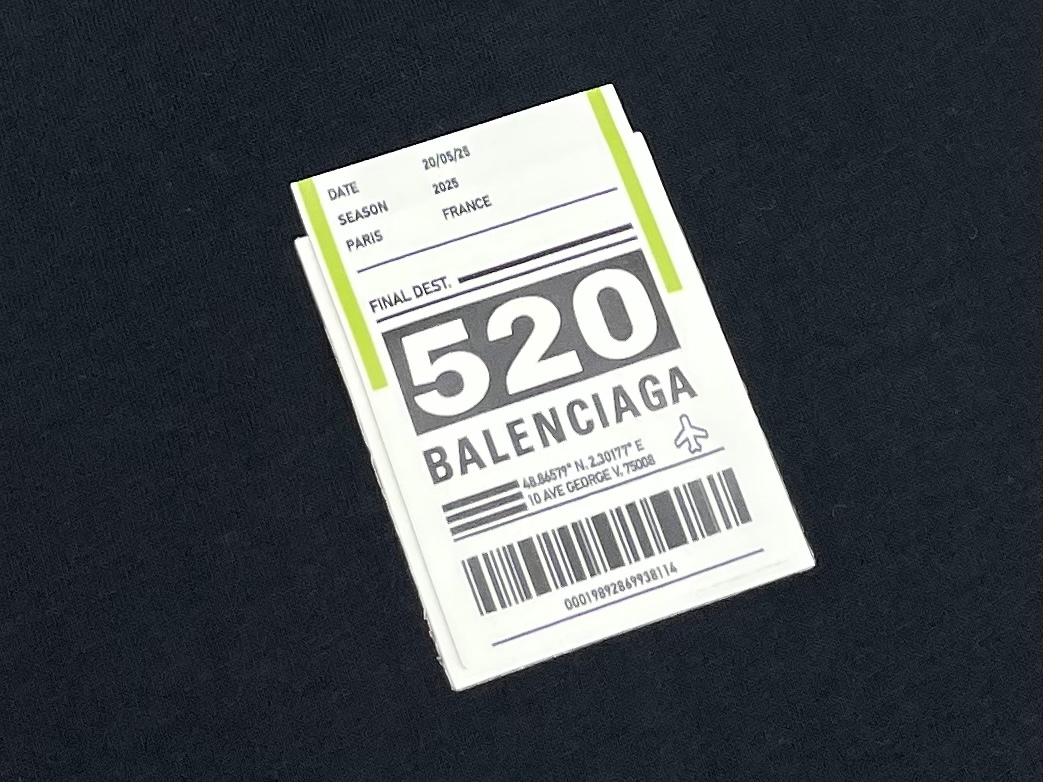 DATE 20/05/25
SEASON 2025
PARIS FRANCE
FINAL DEST.
520
BALENCIAGA
48.86579° N, 2.30177° E
10 AVE GEORGE V, 75008
00019892869938114